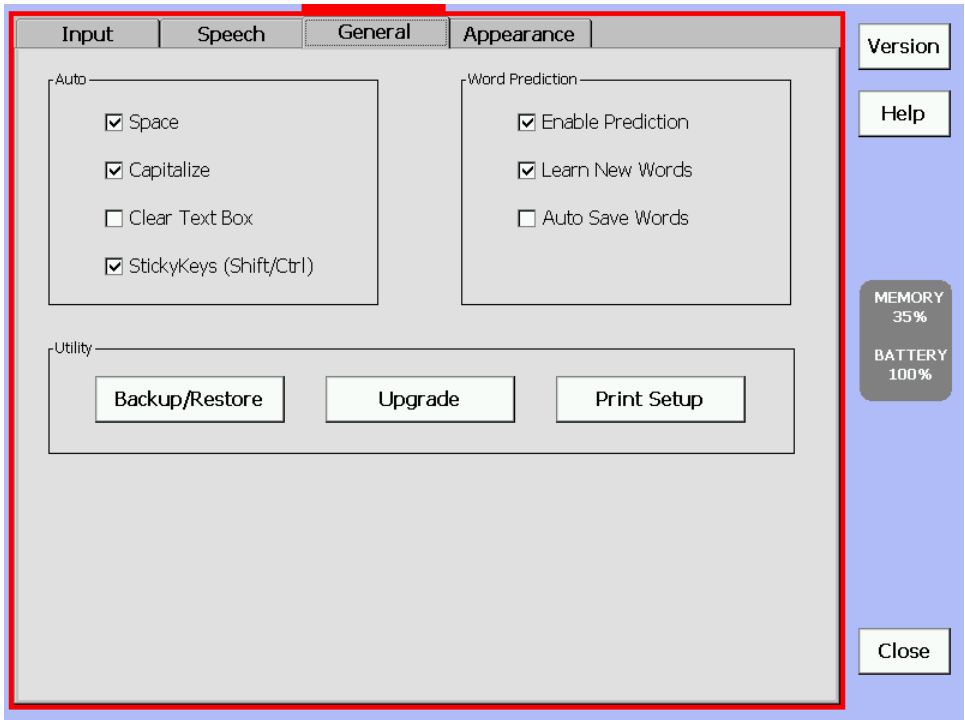 Input Speech General Appearance
Version
Help
Auto
Space
Capitalize
Clear Text Box
StickyKeys (Shift/Ctrl)
Word Prediction
Enable Prediction
Learn New Words
Auto Save Words
MEMORY
35%
BATTERY
100%
Utility
Backup/Restore Upgrade Print Setup
Close